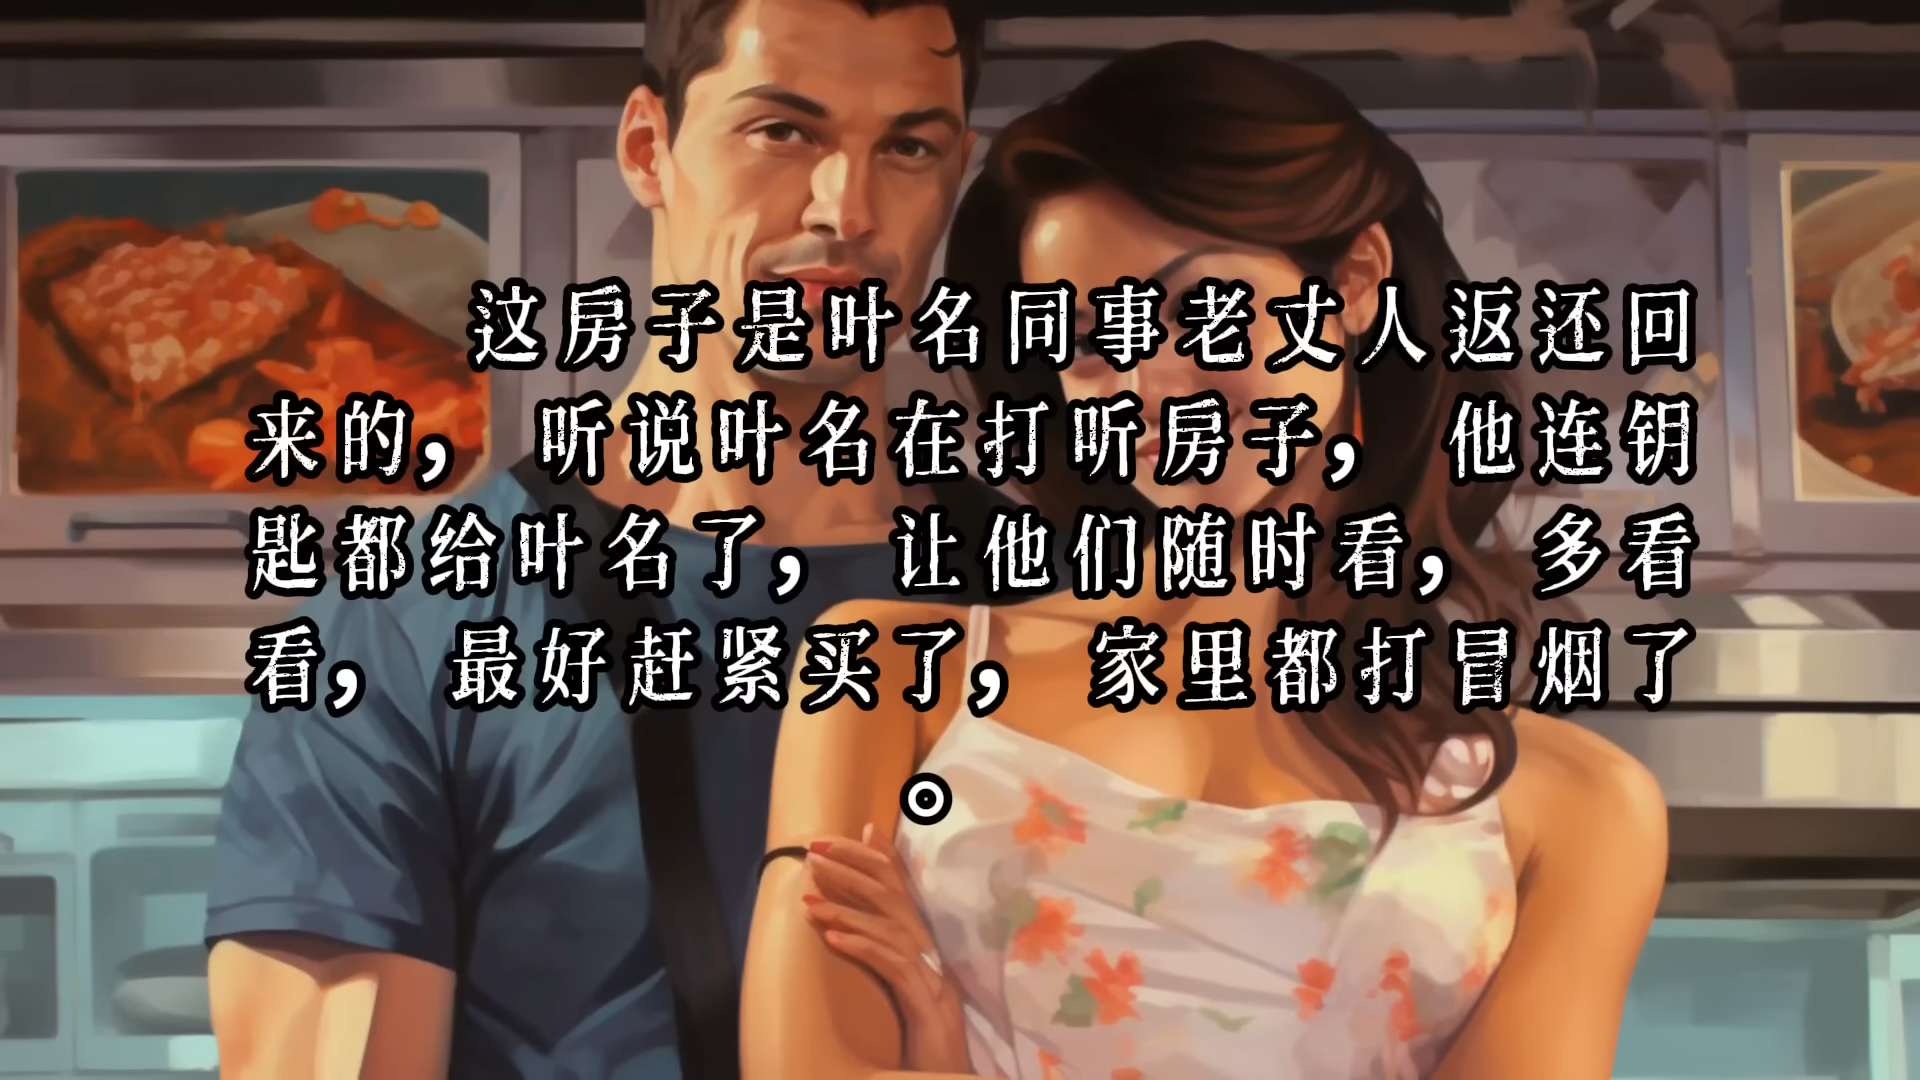 这房子是叶名同事老丈人返还回
来的，听说叶名在打听房子，他连钥
匙都给叶名了，让他们随时看，多看
看，最好赶紧买了，家里都打冒烟了
。